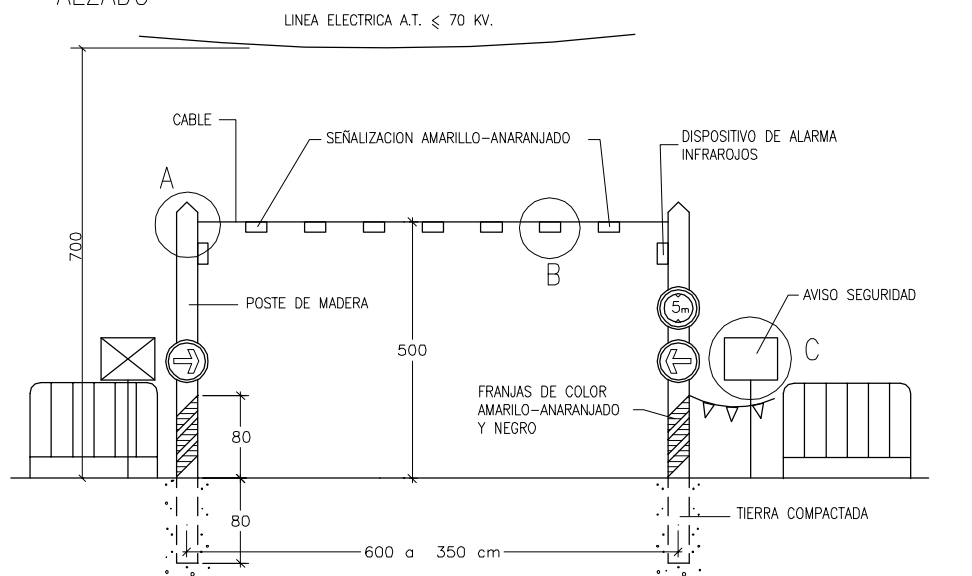 ALZADO
LINEA ELECTRICA A.T. ≤ 70 KV.
CABLE
SEÑALIZACION AMARILLO-ANARANJADO
DISPOSITIVO DE ALARMA
INFRAROJOS
A
B
700
5m
POSTE DE MADERA
AVISO SEGURIDAD
C
500
FRANJAS DE COLOR
AMARILO-ANARANJADO
Y NEGRO
80
80
TIERRA COMPACTADA
600 a 350 cm